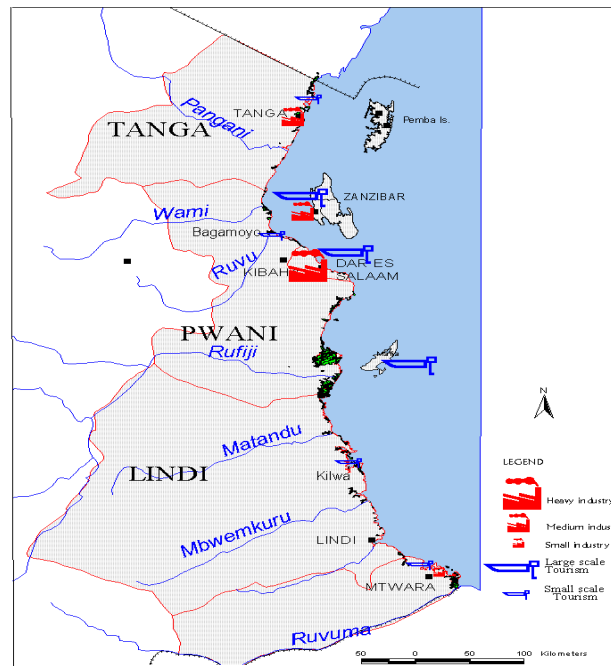 TANGA
Pangani
TANGA
Pemba Is.
ZANZIBAR
Wami
Bagamoyo
Ruvu
KIBAH
DAR ES
SALAAM
PWANI
Rufiji
N
Matandu
LINDI
Kilwa
LEGEND
Heavy industry
Medium indust
Small industry
Mbwemkuru
LINDI
Large scale
Tourism
MTWARA
Small scale
Tourism
Ruvuma
50 0 50 100 Kilometers